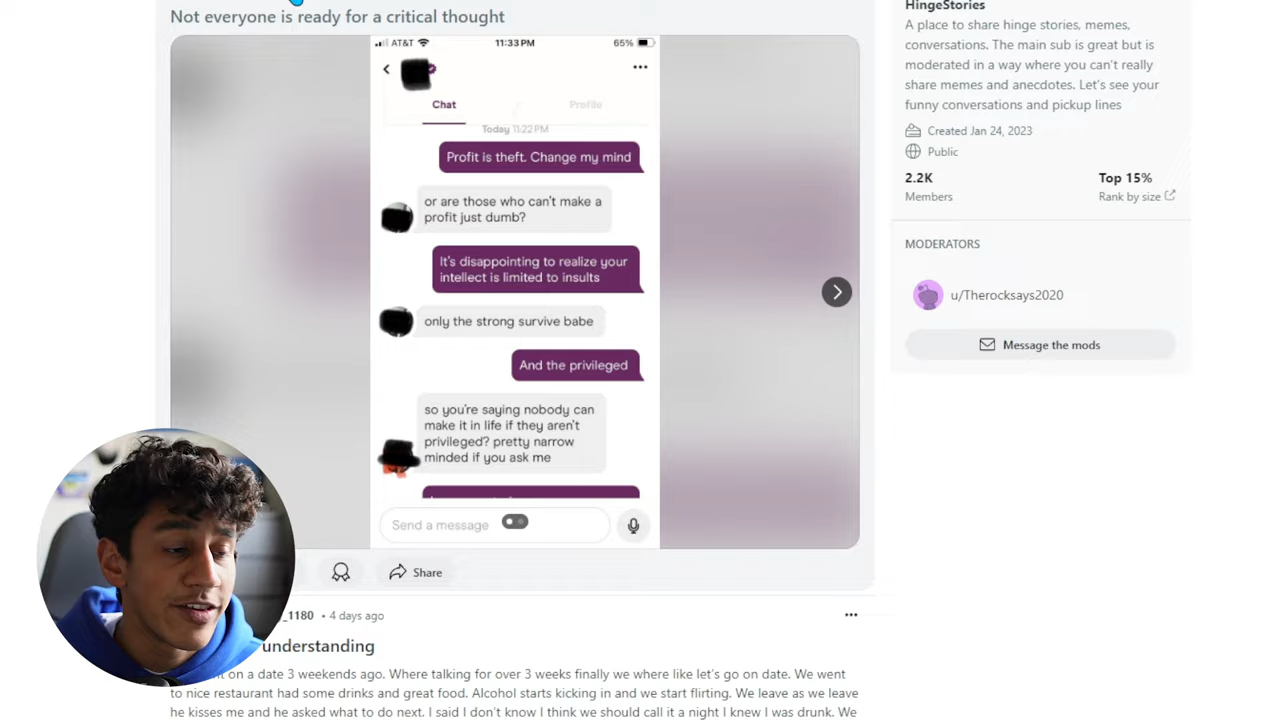 Not everyone is ready for a critical thought
AT&T
11:33 PM
65%
Chat
Profile
Today 11:22 PM
Profit is theft. Change my mind
or are those who can't make a
profit just dumb?
It's disappointing to realize your
intellect is limited to insults
only the strong survive babe
And the privileged
so you're saying nobody can
make it in life if they aren't
privileged? pretty narrow
minded if you ask me
Send a message
Share
_1180 • 4 days ago
understanding
on a date 3 weekends ago. Where talking for over 3 weeks finally we where like let's go on date. We went
to nice restaurant had some drinks and great food. Alcohol starts kicking in and we start flirting. We leave as we leave
he kisses me and he asked what to do next. I said I don't know I think we should call it a night I knew I was drunk. We
HingeStories
A place to share hinge stories, memes,
conversations. The main sub is great but is
moderated in a way where you can't really
share memes and anecdotes. Let's see your
funny conversations and pickup lines
Created Jan 24, 2023
Public
2.2K
Members
Top 15%
Rank by size
MODERATORS
u/Therocksays2020
Message the mods